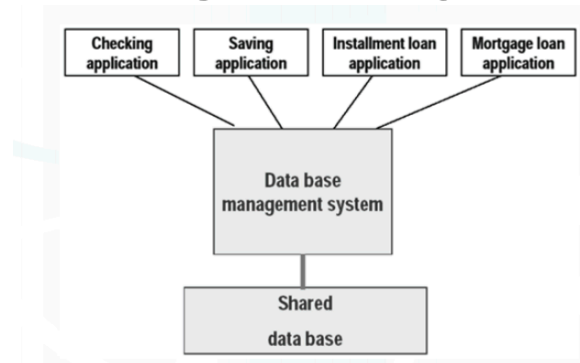 Checking
application
Saving
application
Installment loan
application
Mortgage loan
application
Data base
management system
Shared
data base